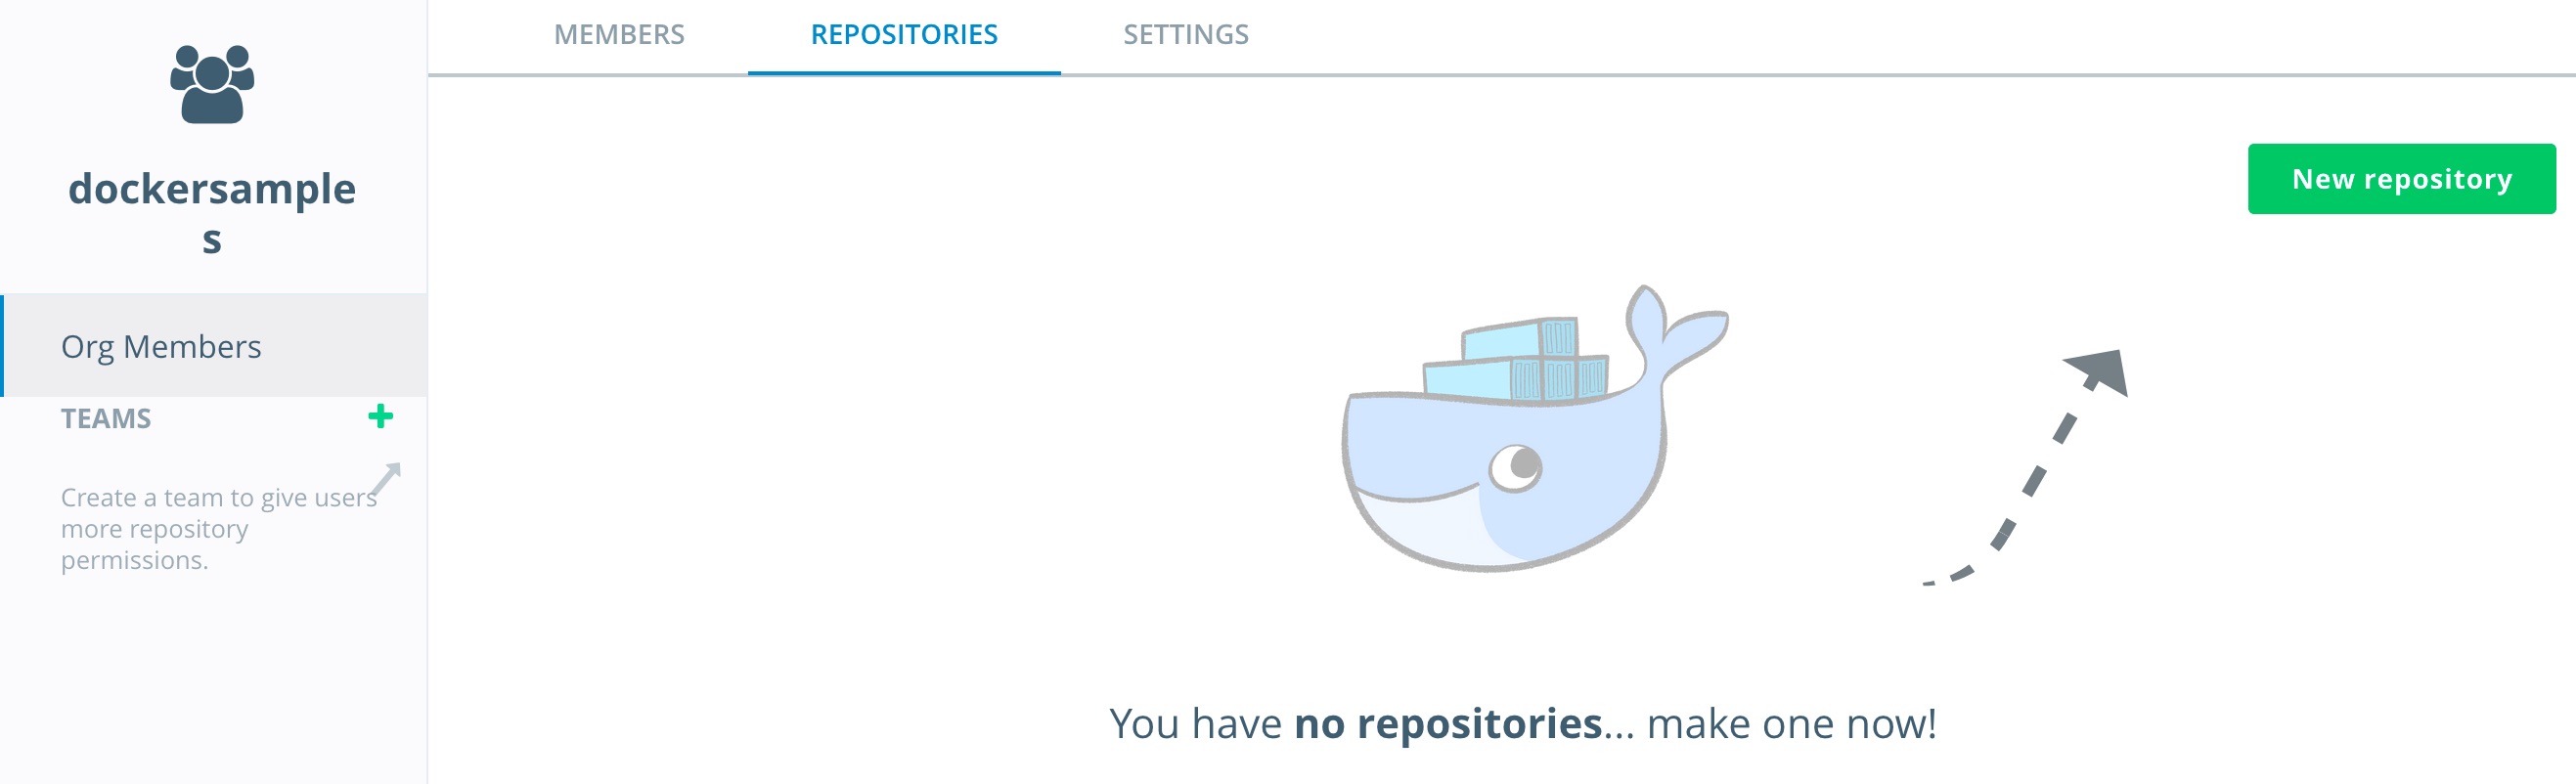 dockersample
s
Org Members
TEAMS
Create a team to give users
more repository
permissions.
MEMBERS REPOSITORIES SETTINGS
New repository
You have no repositories... make one now!